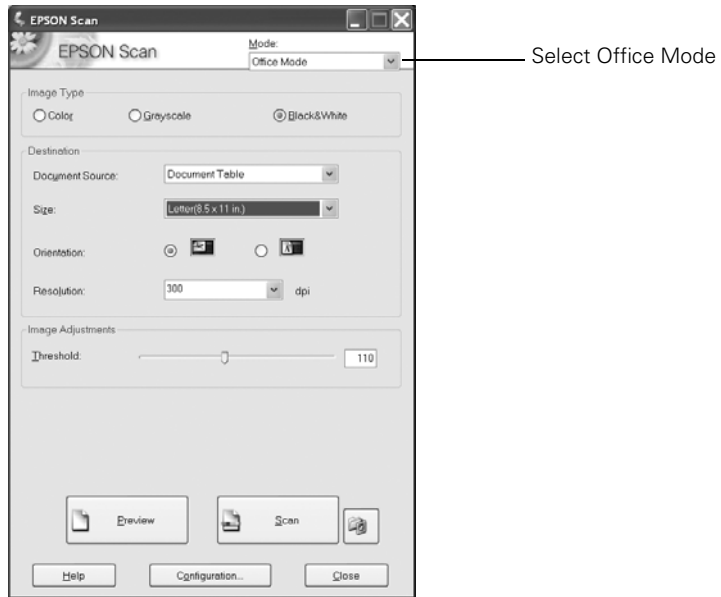 EPSON Scan
EPSON Scan
Mode:
Office Mode
Select Office Mode
Image Type
Color
Grayscale
Black&White
Destination
Document Source:
Document Table
Size:
Letter(8.5 x 11 in.)
Orientation:
Resolution:
300
dpi
Image Adjustments
Threshold:
110
Preview
Scan
Help
Configuration...
Close